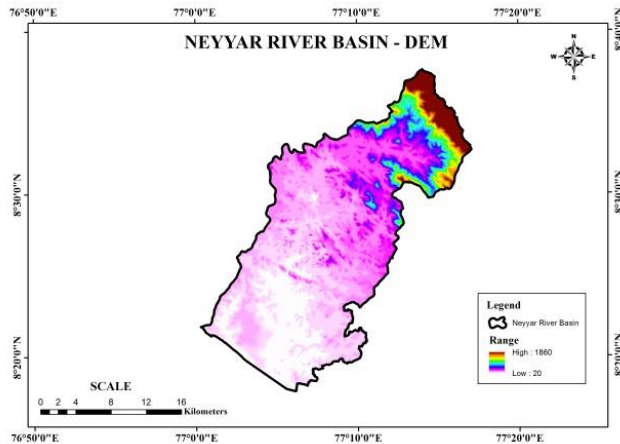 76°50'0"E
77°0'0"E
77°10'0"E
77°20'0"E
NEYYAR RIVER BASIN - DEM
N
W
E
S
8°40'0"N
8°30'0"N
8°30'0"N
8°20'0"N
8°20'0"N
Legend
Neyyar River Basin
Range
High : 1860
Low : 20
SCALE
0 2 4 8 12 16
Kilometers
76°50'0"E
77°0'0"E
77°10'0"E
77°20'0"E